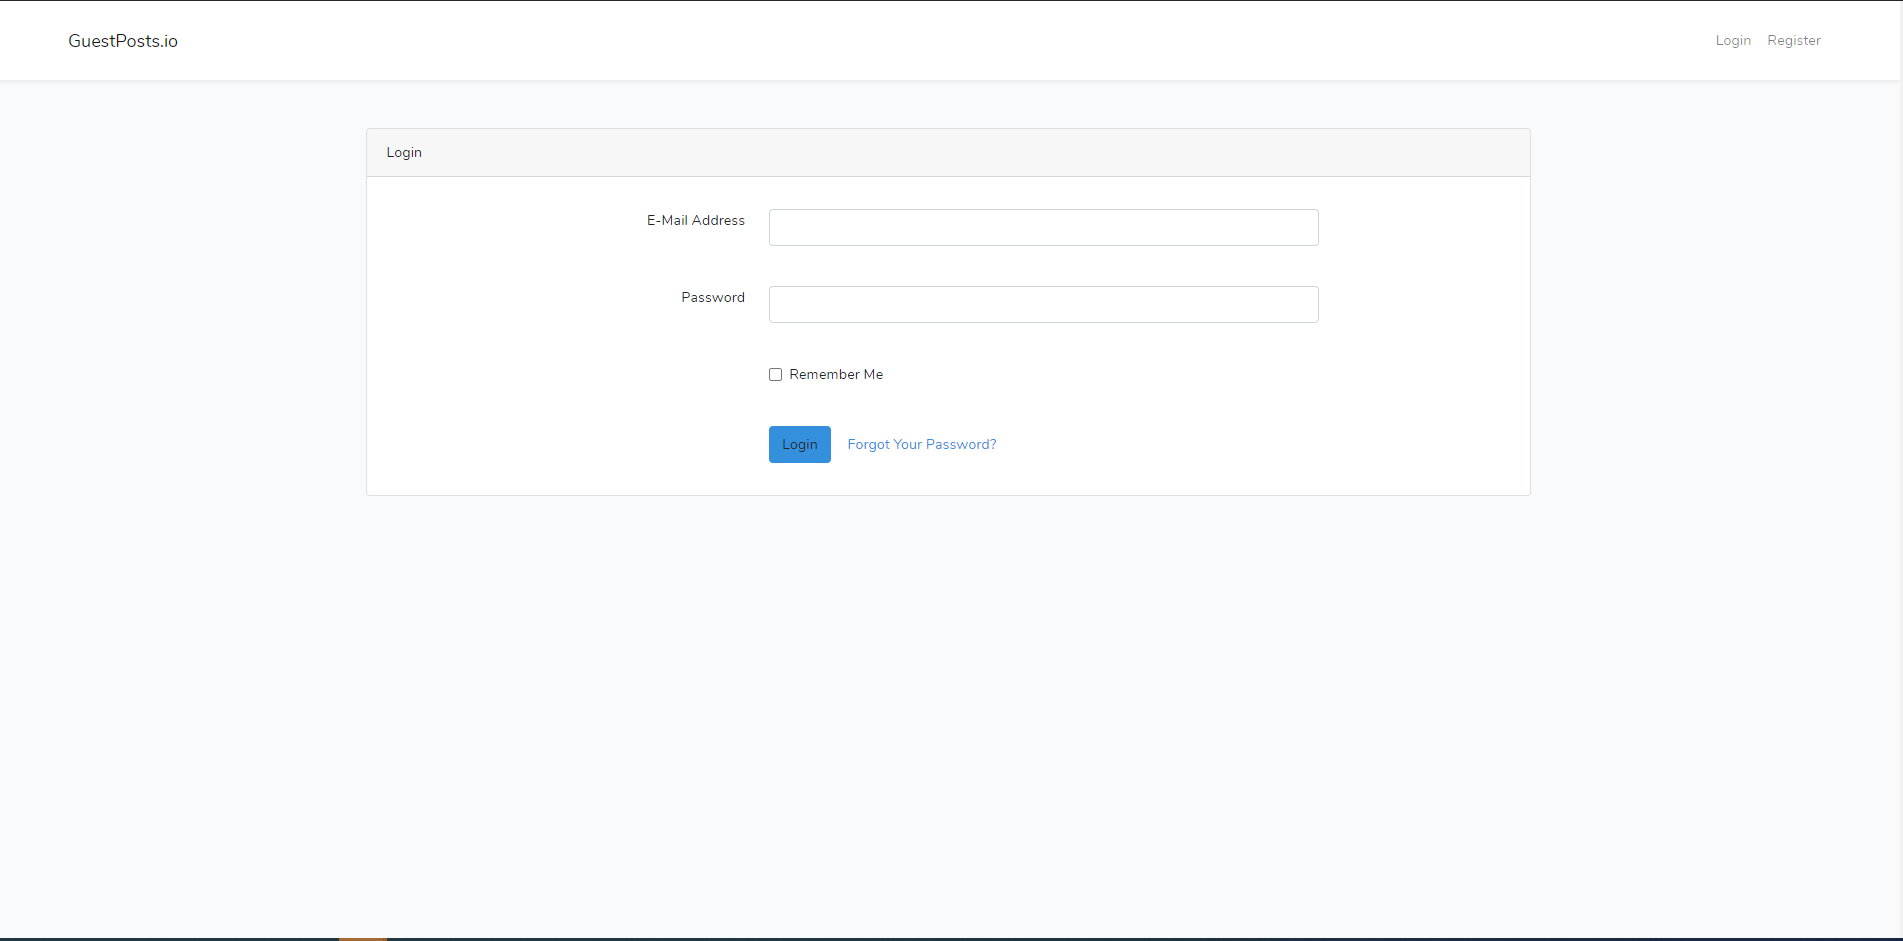 GuestPosts.io
Login Register
Login
E-Mail Address
Password
Remember Me
Login Forgot Your Password?